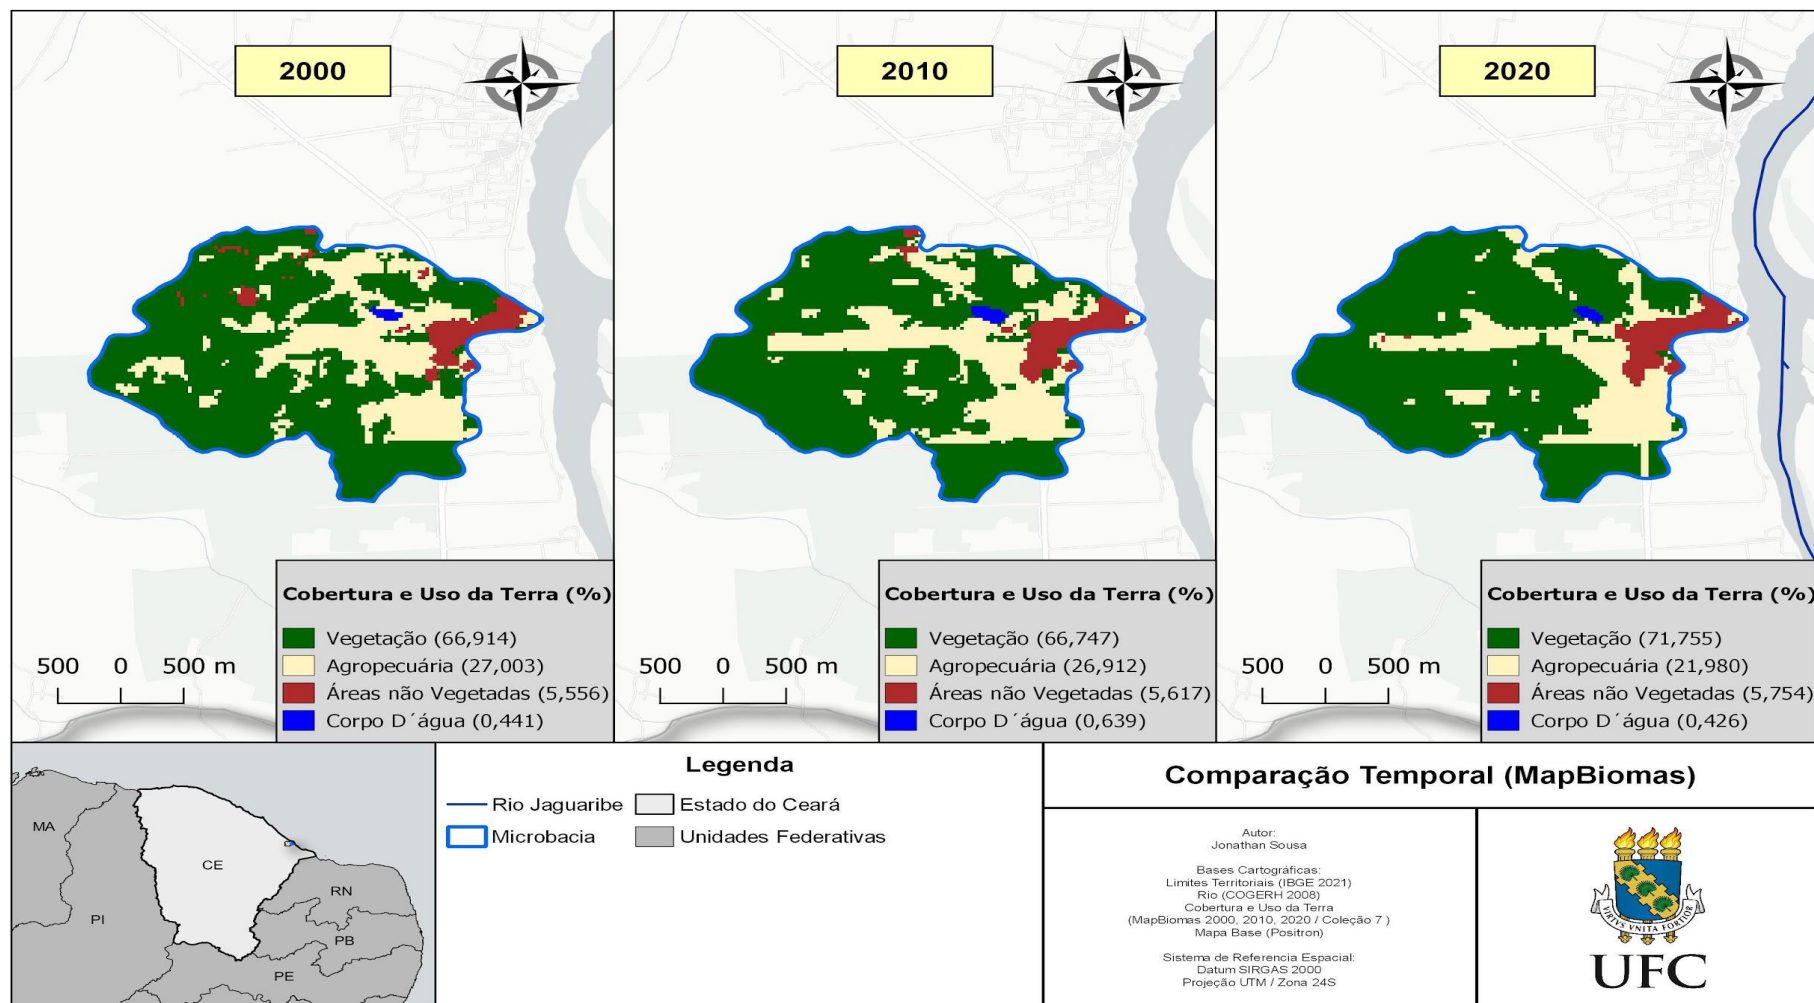 2000
Cobertura e Uso da Terra (%)
Vegetação (66,914)
Agropecuária (27,003)
Áreas não Vegetadas (5,556)
Corpo D´água (0,441)
500 0 500 m
2010
Cobertura e Uso da Terra (%)
Vegetação (66,747)
Agropecuária (26,912)
Áreas não Vegetadas (5,617)
Corpo D´água (0,639)
500 0 500 m
2020
Cobertura e Uso da Terra (%)
Vegetação (71,755)
Agropecuária (21,980)
Áreas não Vegetadas (5,754)
Corpo D´água (0,426)
500 0 500 m
MA
PI
CE
RN
PB
PE
Legenda
Rio Jaguaribe
Estado do Ceará
Microbacia
Unidades Federativas
Comparação Temporal (MapBiomas)
Autor:
Jonathan Sousa
Bases Cartográficas:
Limites Territoriais (IBGE 2021)
Rio (COGERH 2008)
Cobertura e Uso da Terra
(MapBiomas 2000, 2010, 2020 / Coleção 7 )
Mapa Base (Positron)
Sistema de Referencia Espacial:
Datum SIRGAS 2000
Projeção UTM / Zona 24S
VIRTVS VNITA FORTIOR
UFC